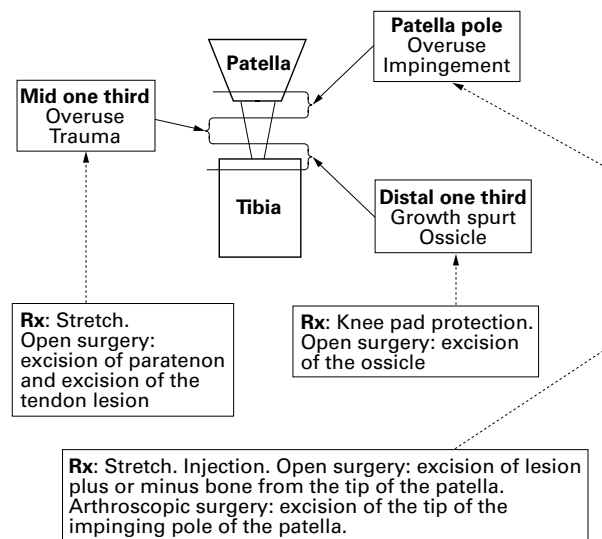 Patella pole
Overuse
Impingement
Patella
Mid one third
Overuse
Trauma
Tibia
Distal one third
Growth spurt
Ossicle
Rx: Stretch.
Open surgery:
excision of paratenon
and excision of the
tendon lesion
Rx: Knee pad protection.
Open surgery: excision
of the ossicle
Rx: Stretch. Injection. Open surgery: excision of lesion
plus or minus bone from the tip of the patella.
Arthroscopic surgery: excision of the tip of the
impinging pole of the patella.